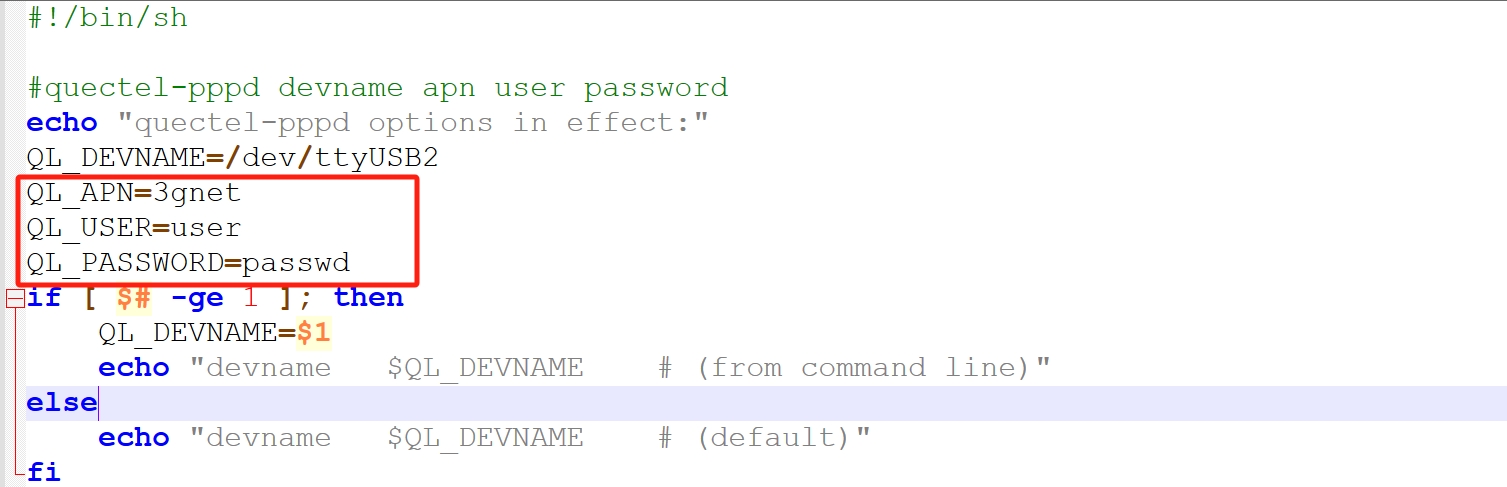 #!/bin/sh
#quectel-pppd devname apn user password
echo "quectel-pppd options in effect:"
QL_DEVNAME=/dev/ttyUSB2
QL_APN=3gnet
QL_USER=user
QL_PASSWORD=passwd
if [ $# -ge 1 ]; then
    QL_DEVNAME=$1
    echo "devname   $QL_DEVNAME    # (from command line)"
else
    echo "devname   $QL_DEVNAME    # (default)"
fi